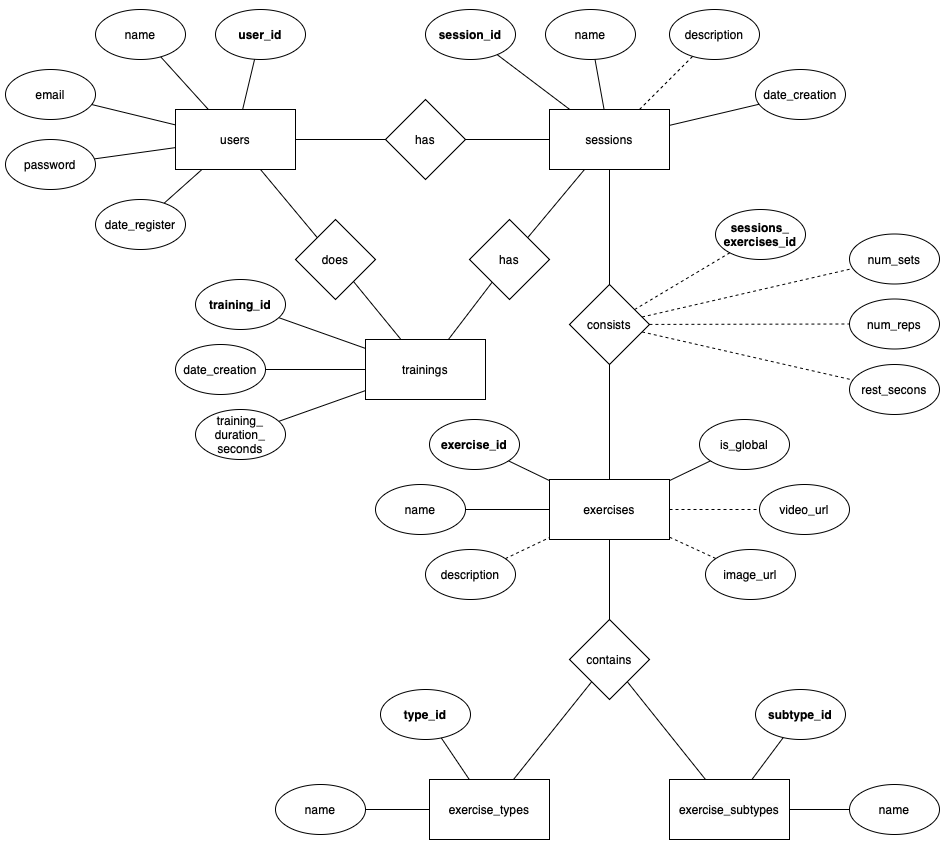 name
user_id
session_id
name
description
email
date_creation
users
has
sessions
password
date_register
sessions_
exercises_id
does
has
num_sets
training_id
consists
num_reps
date_creation
trainings
rest_secons
training_
duration_
seconds
exercise_id
is_global
name
exercises
video_url
description
image_url
contains
type_id
subtype_id
name
exercise_types
exercise_subtypes
name